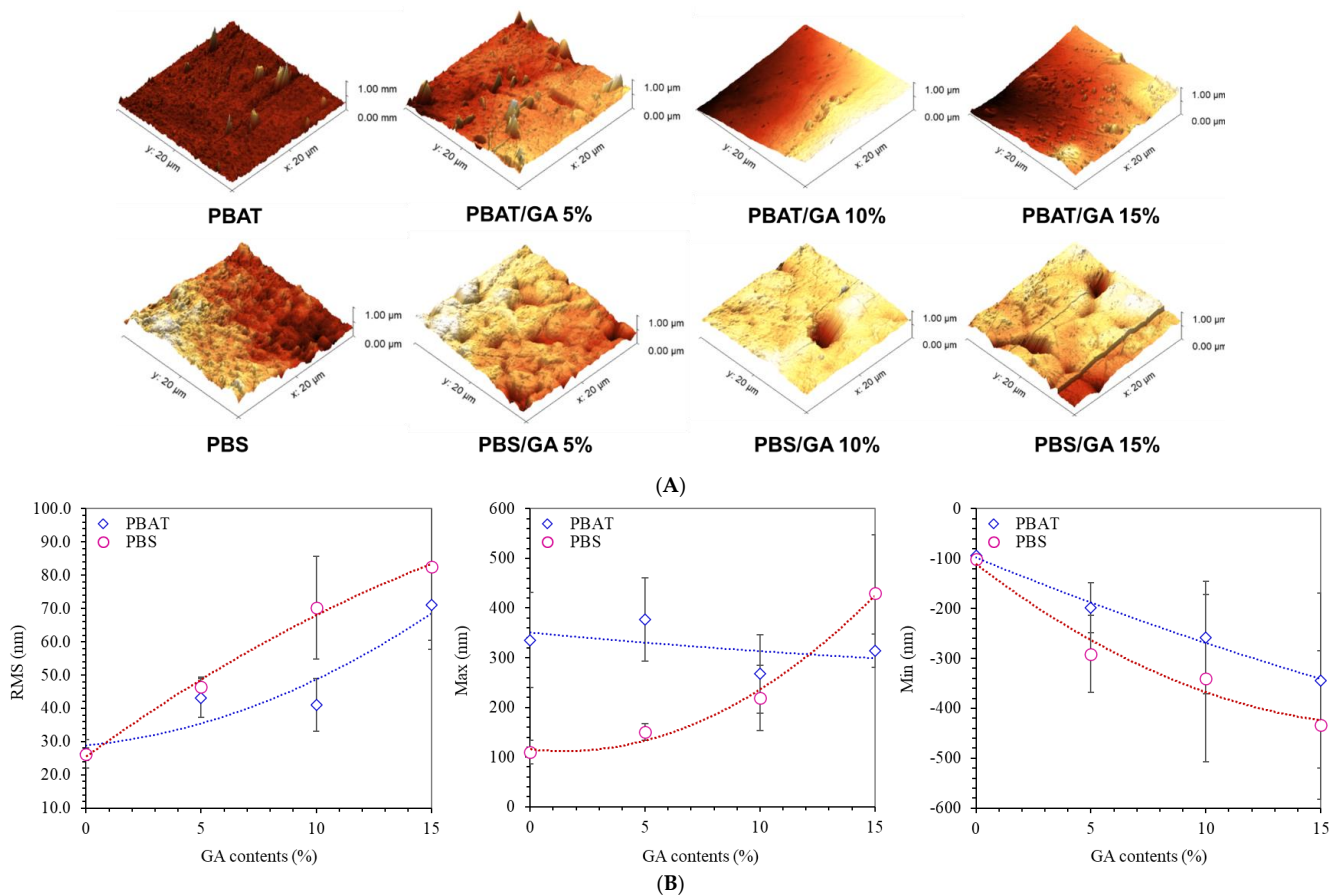 1.00 mm
0.00 mm
y: 20 µm
x: 20 µm
PBAT
1.00 µm
0.00 µm
y: 20 µm
x: 20 µm
PBAT/GA 5%
1.00 µm
0.00 µm
y: 20 µm
x: 20 µm
PBAT/GA 10%
1.00 µm
0.00 µm
y: 20 µm
x: 20 µm
PBAT/GA 15%
1.00 µm
0.00 µm
y: 20 µm
x: 20 µm
PBS
1.00 µm
0.00 µm
y: 20 µm
x: 20 µm
PBS/GA 5%
1.00 µm
0.00 µm
y: 20 µm
x: 20 µm
PBS/GA 10%
1.00 µm
0.00 µm
y: 20 µm
x: 20 µm
PBS/GA 15%
(A)
RMS (nm)
100.0
90.0
80.0
70.0
60.0
50.0
40.0
30.0
20.0
10.0
PBAT
PBS
0
5
10
15
GA contents (%)
Max (nm)
600
500
400
300
200
100
0
PBAT
PBS
0
5
10
15
GA contents (%)
Min (nm)
0
-100
-200
-300
-400
-500
-600
PBAT
PBS
0
5
10
15
GA contents (%)
(B)